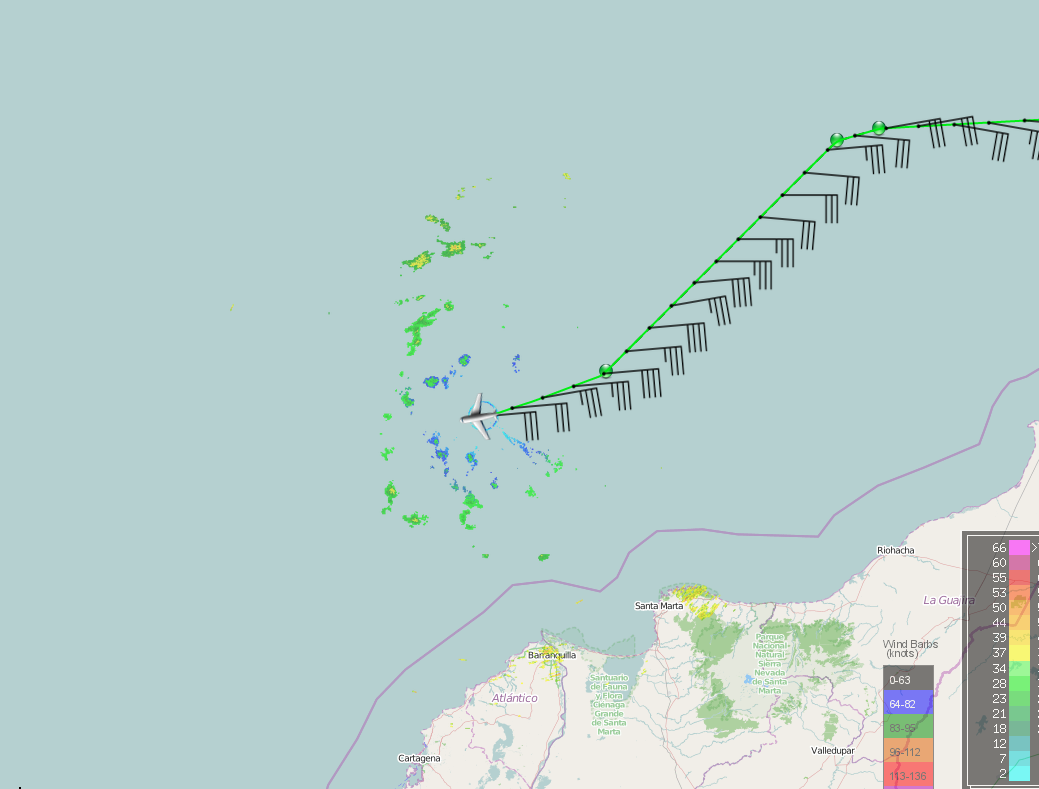 Riohacha
Santa Marta
La Guajira
Parque
Nacional
Natural
Sierra
Nevada
de Santa
Marta
Barranquilla
Santuario
de Fauna
y Flora
Ciénaga
Grande
de Santa
Marta
Atlántico
Valledupar
Cartagena
Wind Barbs
(knots)
0-63
64-82
83-95
96-112
113-136
66
60
55
53
50
44
39
37
34
28
23
21
18
12
7
2